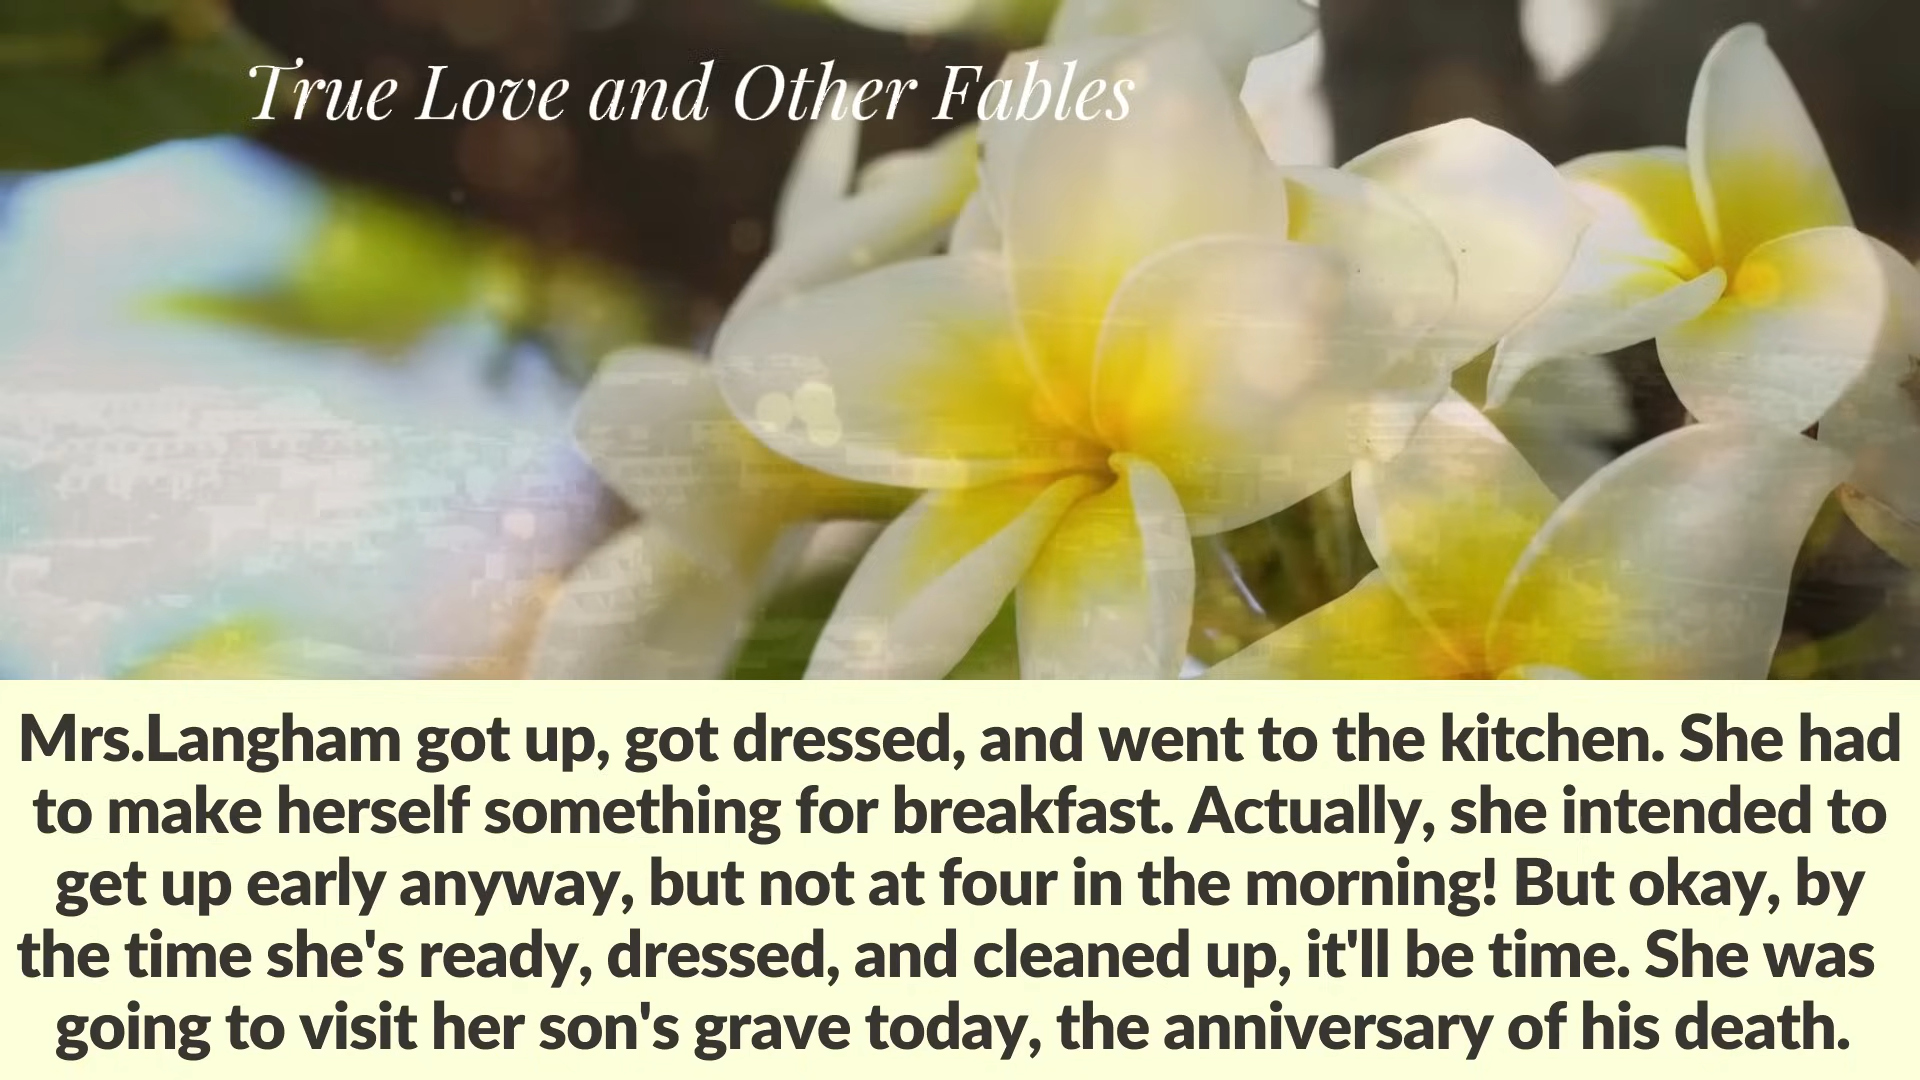 True Love and Other Fables
Mrs.Langham got up, got dressed, and went to the kitchen. She had
to make herself something for breakfast. Actually, she intended to
get up early anyway, but not at four in the morning! But okay, by
the time she's ready, dressed, and cleaned up, it'll be time. She was
going to visit her son's grave today, the anniversary of his death.